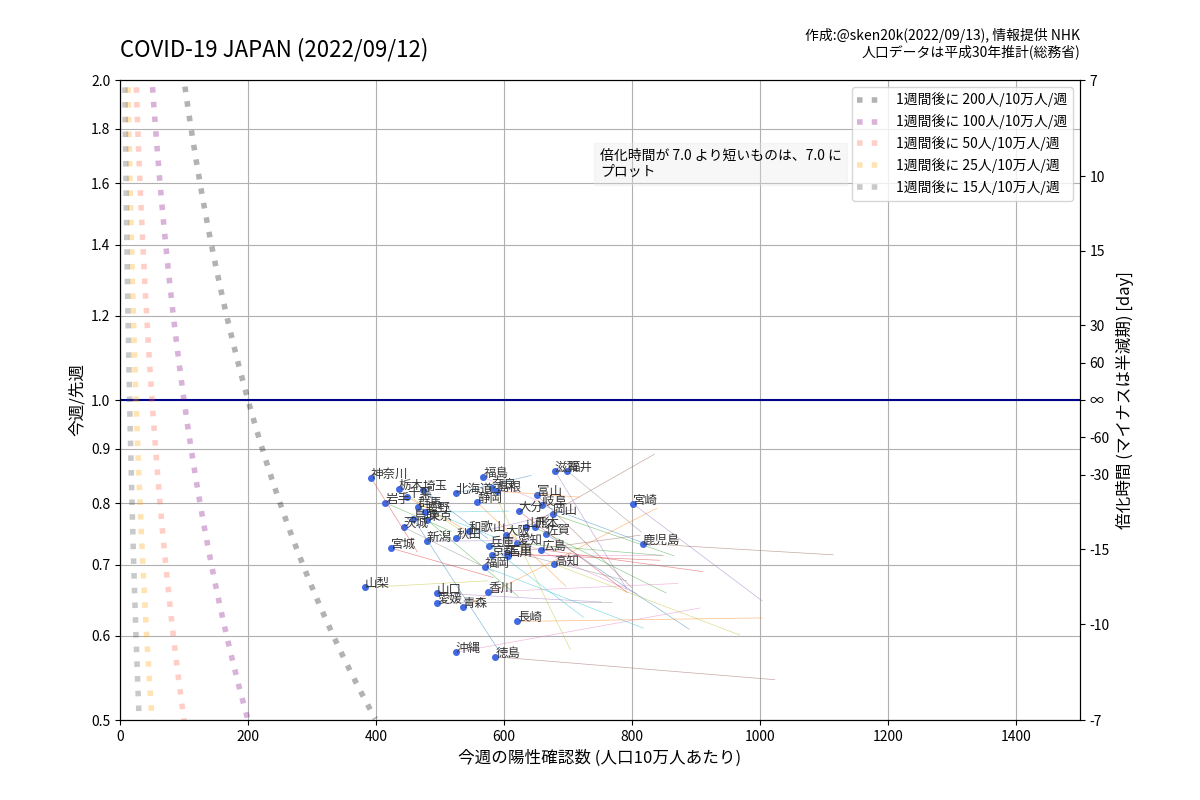 COVID-19 JAPAN (2022/09/12)
作成:@sken20k(2022/09/13), 情報提供 NHK
人口データは平成30年推計(総務省)
1週間後に 200人/10万人/週
1週間後に 100人/10万人/週
1週間後に 50人/10万人/週
1週間後に 25人/10万人/週
1週間後に 15人/10万人/週
倍化時間が 7.0 より短いものは、7.0 に
プロット
2.0
1.8
1.6
1.4
1.2
1.0
0.9
0.8
0.7
0.6
0.5
今週/先週
7
10
15
30
60
∞
-60
-30
-15
-10
-7
倍化時間 (マイナスは半減期) [day]
神奈川
福島
滋賀
福井
栃木
埼玉
北海道
島根
岩手
静岡
富山
岐阜
宮崎
大分
岡山
東京
茨城
和歌山
秋田
大阪
熊本
佐賀
新潟
兵庫
愛知
宮城
広島
鹿児島
福岡
高知
山梨
山口
香川
愛媛
青森
長崎
沖縄
徳島
0
200
400
600
800
1000
1200
1400
今週の陽性確認数 (人口10万人あたり)